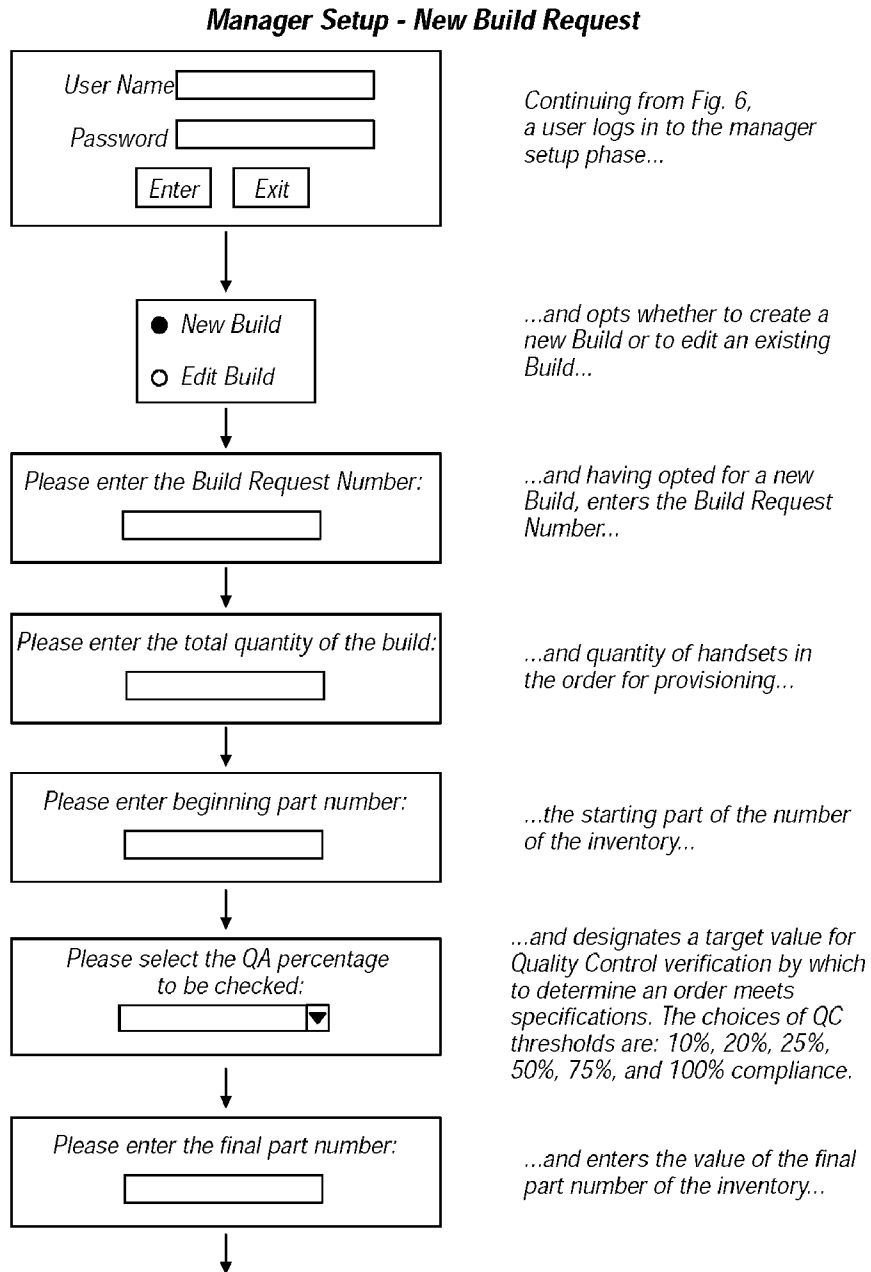 Manager Setup - New Build Request
User Name
Password
Enter
Exit
Continuing from Fig. 6,
a user logs in to the manager
setup phase...
New Build
Edit Build
...and opts whether to create a
new Build or to edit an existing
Build...
Please enter the Build Request Number:
...and having opted for a new
Build, enters the Build Request
Number...
Please enter the total quantity of the build:
...and quantity of handsets in
the order for provisioning...
Please enter beginning part number:
...the starting part of the number
of the inventory...
Please select the QA percentage
to be checked:
...and designates a target value for
Quality Control verification by which
to determine an order meets
specifications. The choices of QC
thresholds are: 10%, 20%, 25%,
50%, 75%, and 100% compliance.
Please enter the final part number:
...and enters the value of the final
part number of the inventory...